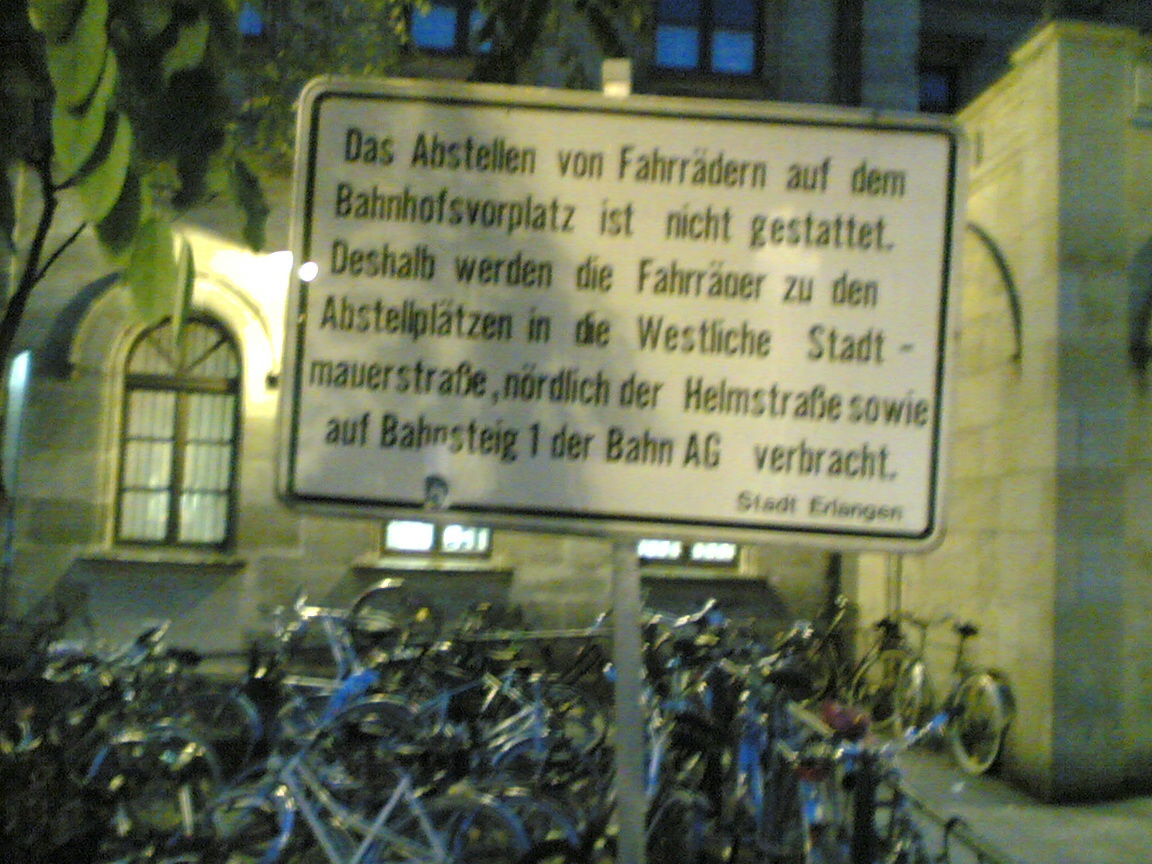 Das Abstellen von Fahrrädern auf dem
Bahnhofsvorplatz ist nicht gestattet.
Deshalb werden die Fahrräder zu den
Abstellplätzen in die Westliche Stadt -
mauerstraße, nördlich der Helmstraße sowie
auf Bahnsteig 1 der Bahn AG verbracht.
Stadt Erlangen